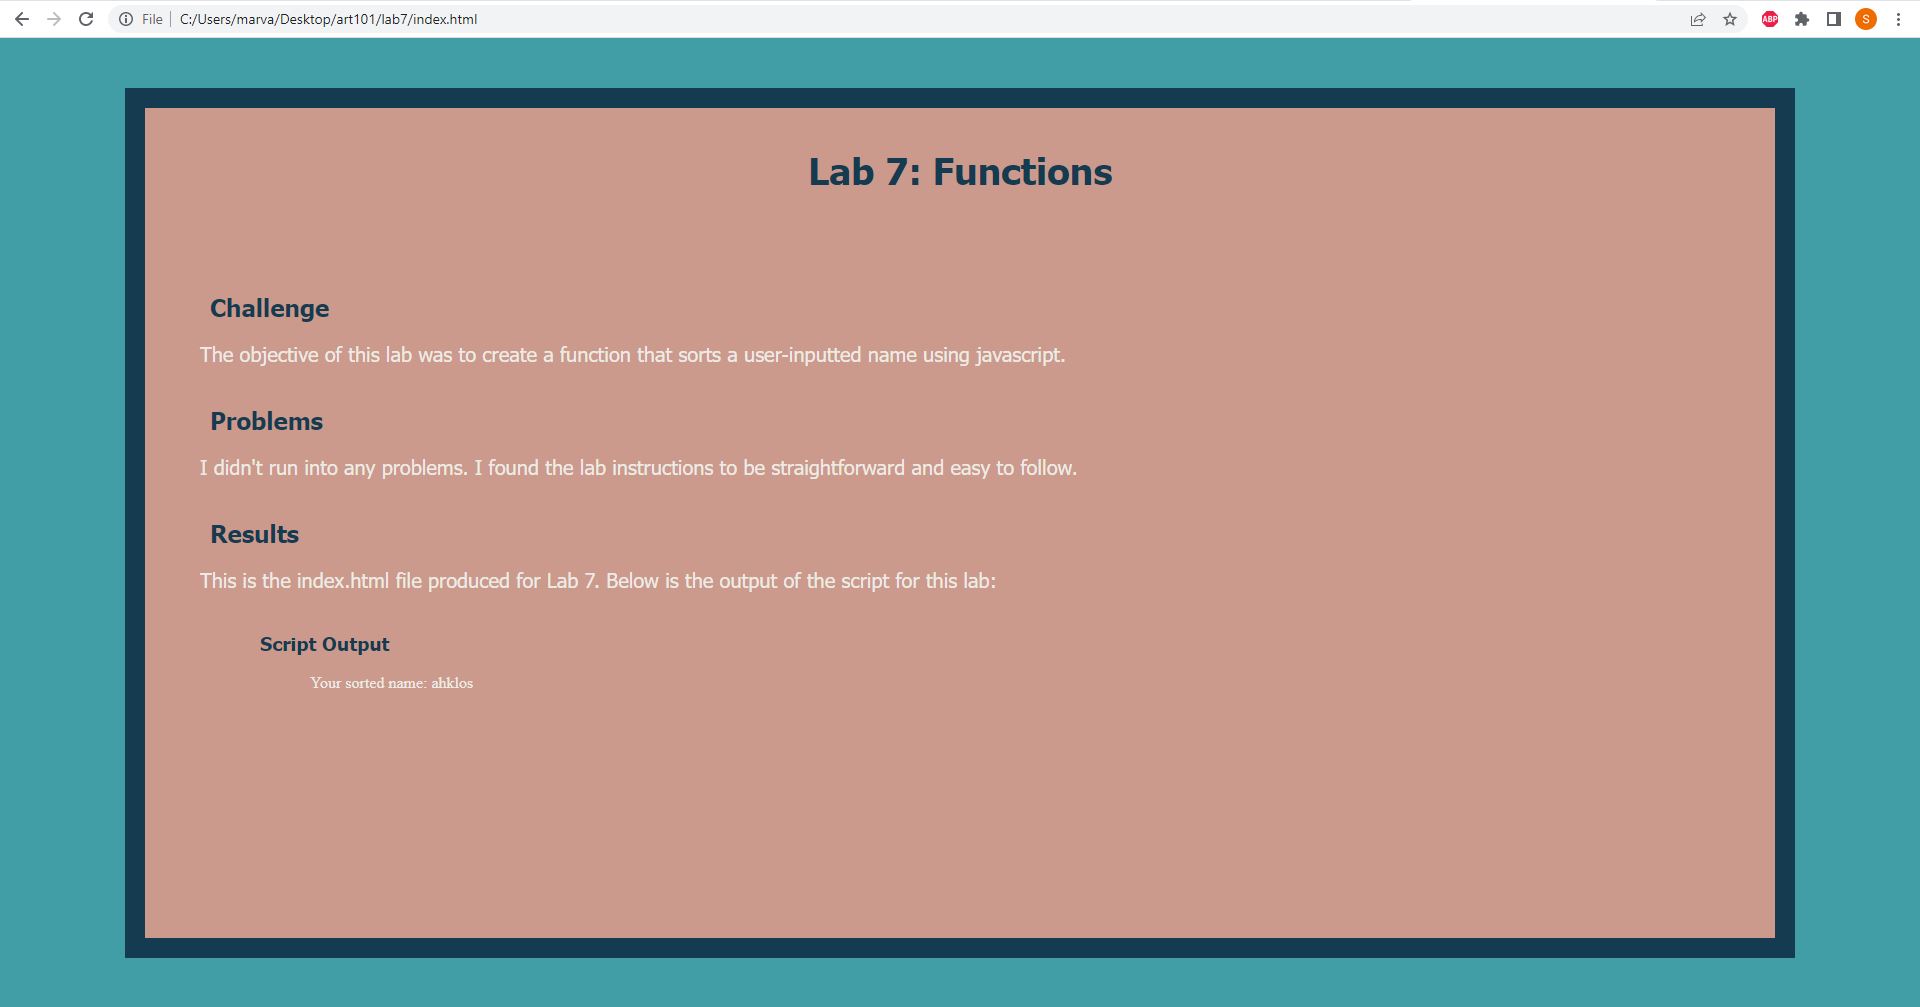 File C:/Users/marva/Desktop/art101/lab7/index.html ABP S
Lab 7: Functions
Challenge
The objective of this lab was to create a function that sorts a user-inputted name using javascript.
Problems
I didn't run into any problems. I found the lab instructions to be straightforward and easy to follow.
Results
This is the index.html file produced for Lab 7. Below is the output of the script for this lab:
Script Output
Your sorted name: ahklos